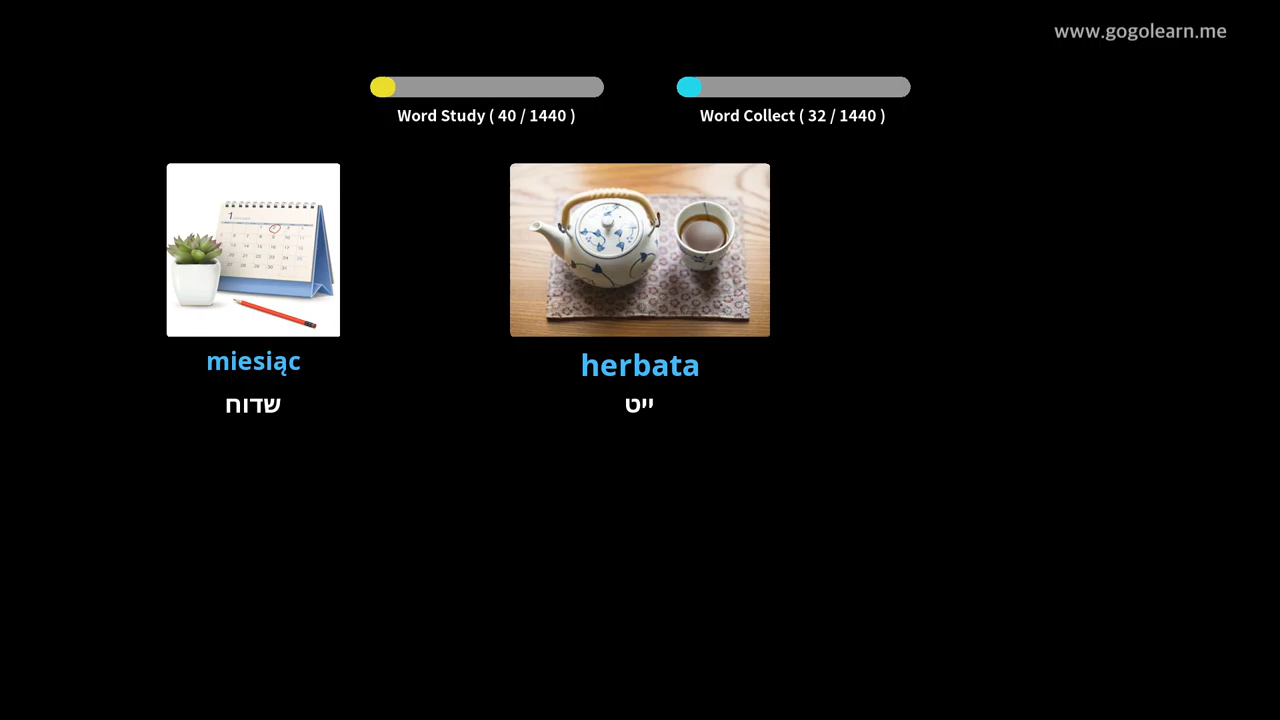 www.gogolearn.me
Word Study ( 40 / 1440 )
Word Collect ( 32 / 1440 )
miesiąc
שדוח
herbata
ייט